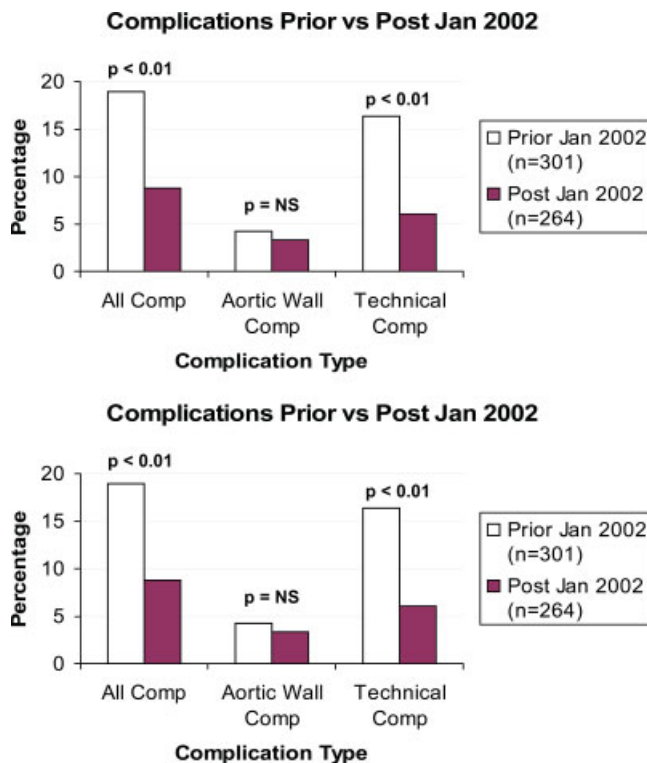 Complications Prior vs Post Jan 2002
p < 0.01
p < 0.01
p = NS
20
15
10
5
0
Percentage
All Comp
Aortic Wall
Comp
Technical
Comp
Complication Type
Prior Jan 2002
(n=301)
Post Jan 2002
(n=264)
Complications Prior vs Post Jan 2002
p < 0.01
p < 0.01
p = NS
20
15
10
5
0
Percentage
All Comp
Aortic Wall
Comp
Technical
Comp
Complication Type
Prior Jan 2002
(n=301)
Post Jan 2002
(n=264)